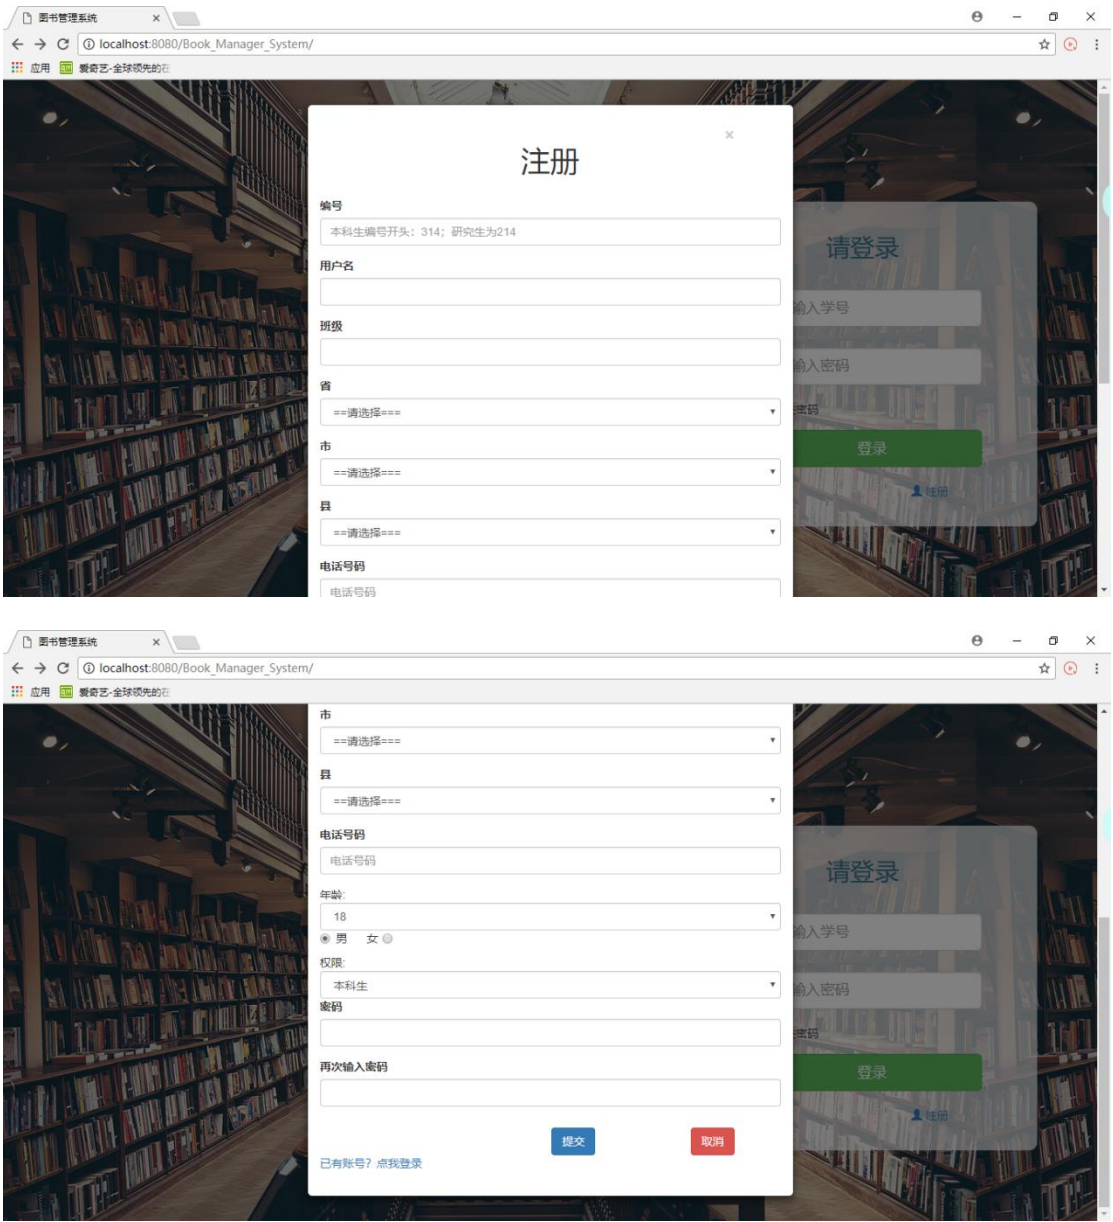 图书管理系统
localhost:8080/Book_Manager_System/
应用 爱奇艺-全球领先的在
注册
编号
本科生编号开头：314；研究生为214
用户名
班级
省
==请选择===
市
==请选择===
县
==请选择===
电话号码
电话号码
请登录
输入学号
输入密码
密码
登录
注册
图书管理系统
localhost:8080/Book_Manager_System/
应用 爱奇艺-全球领先的在
市
==请选择===
县
==请选择===
电话号码
电话号码
年龄:
18
男 女
权限:
本科生
密码
再次输入密码
提交 取消
已有账号？点我登录
请登录
输入学号
输入密码
密码
登录
注册